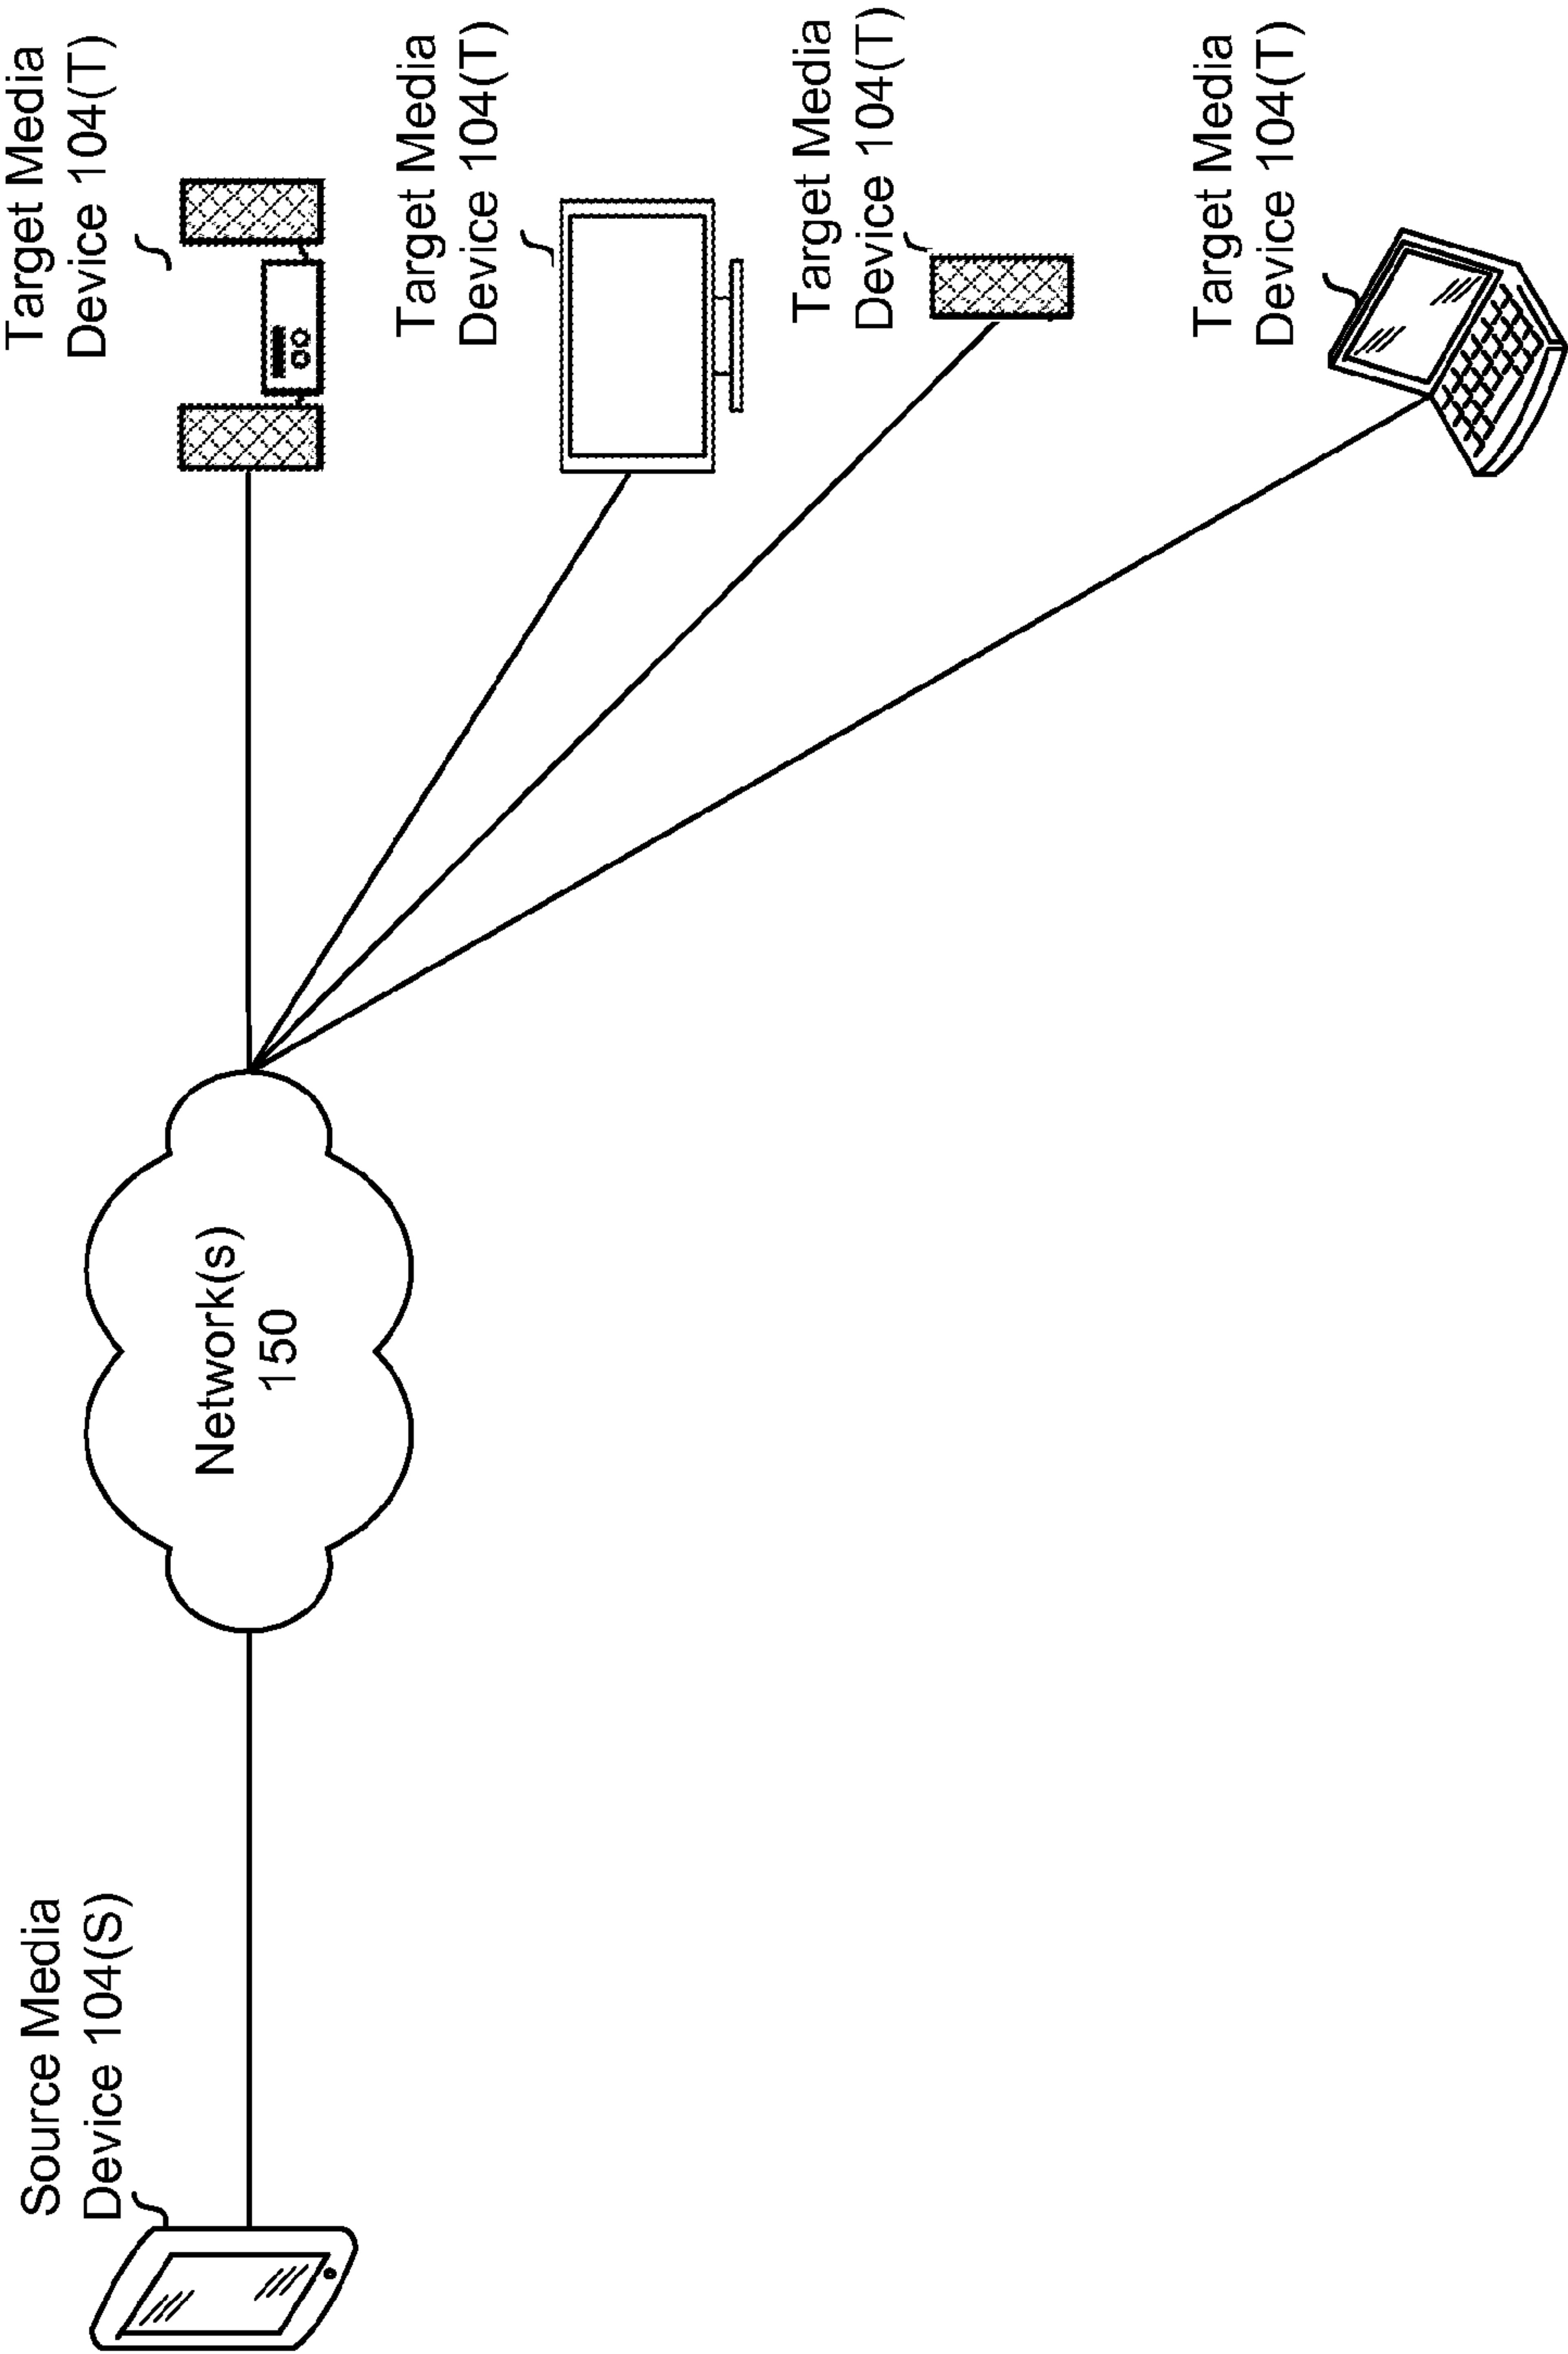 Source Media
Device 104(S)
Network(s)
150
Target Media
Device 104(T)
Target Media
Device 104(T)
Target Media
Device 104(T)
Target Media
Device 104(T)